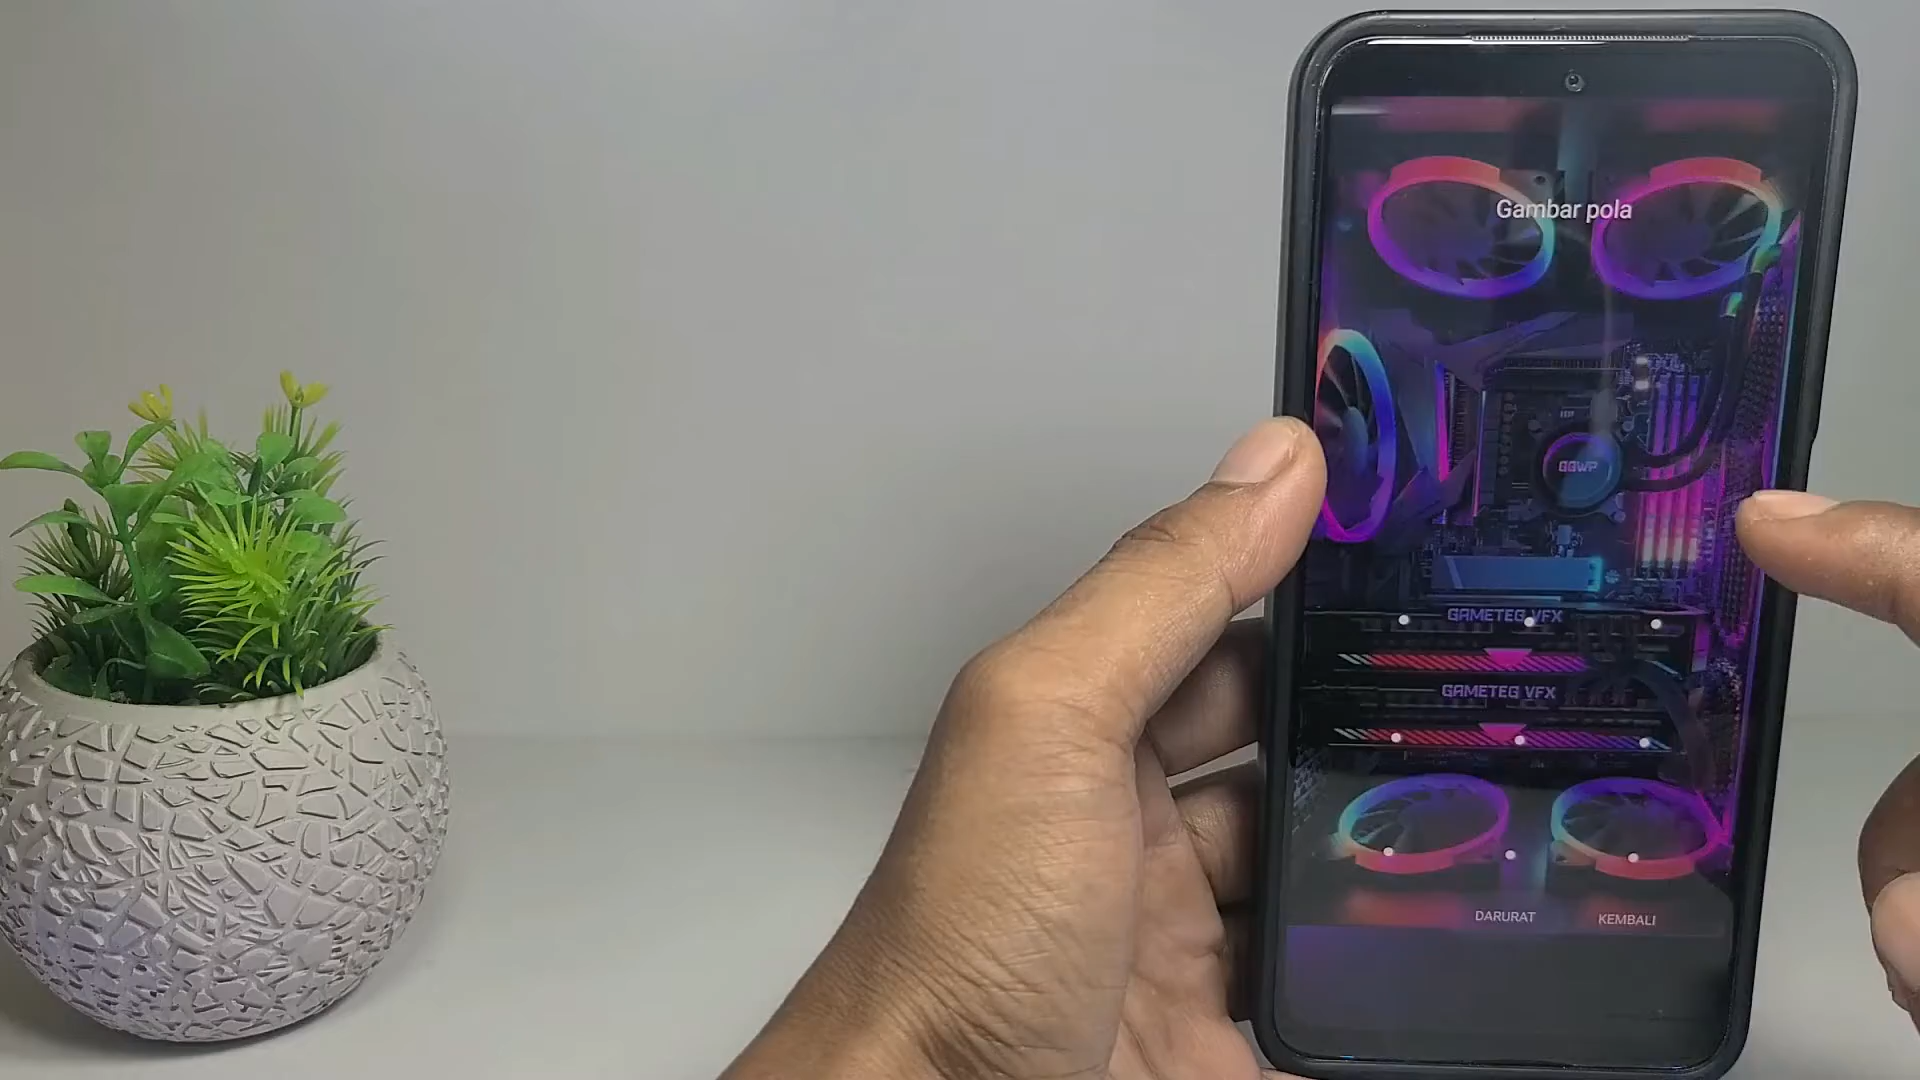 Gambar pola
GGWP
GAMETEG VFX
GAMETEG VFX
DARURAT
KEMBALI